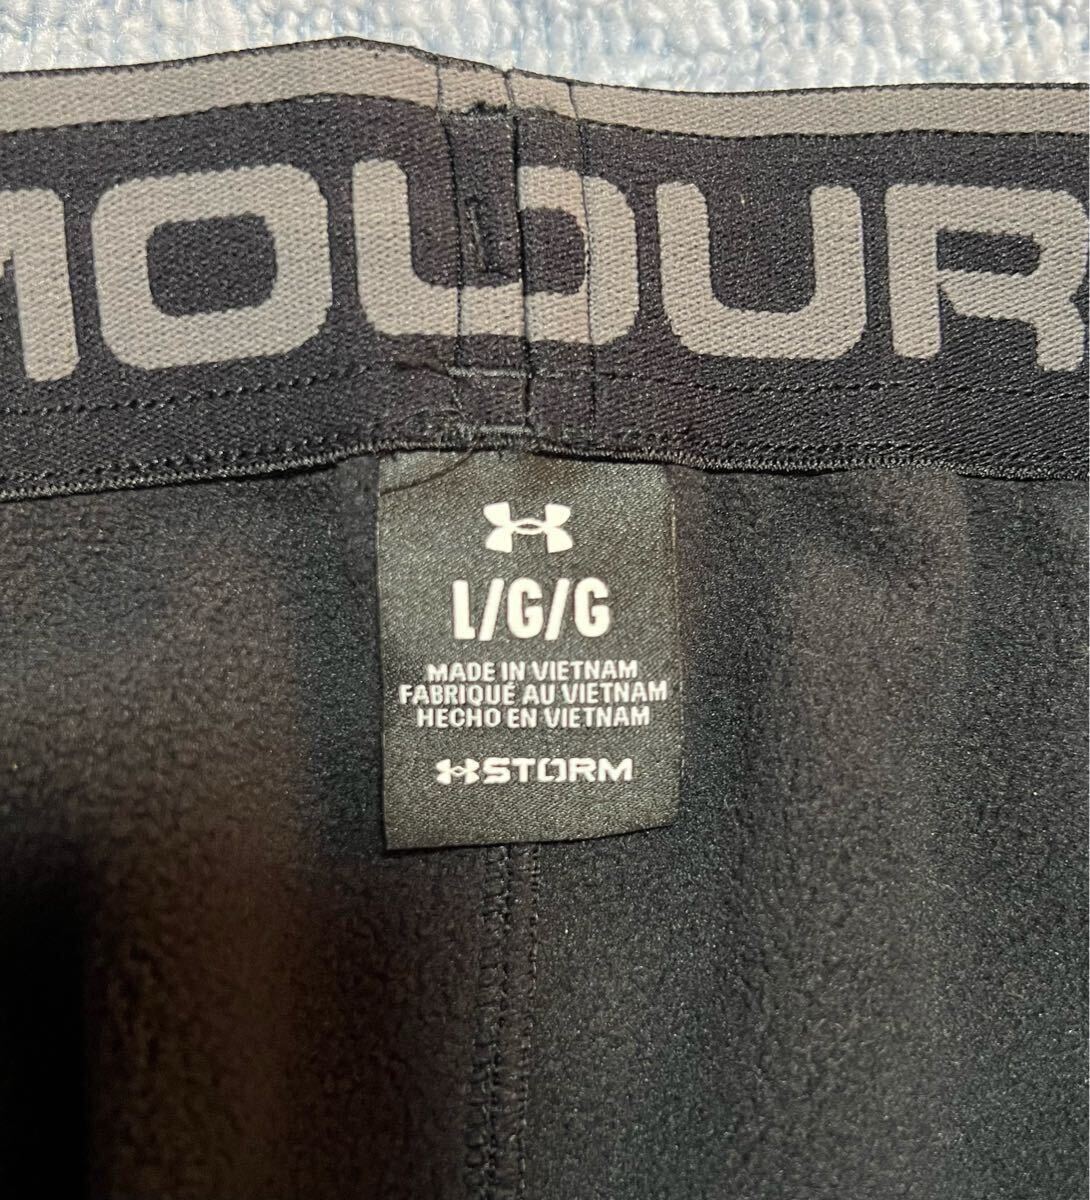 MOUR
L/G/G
MADE IN VIETNAM
FABRIQUÉ AU VIETNAM
HECHO EN VIETNAM
STORM